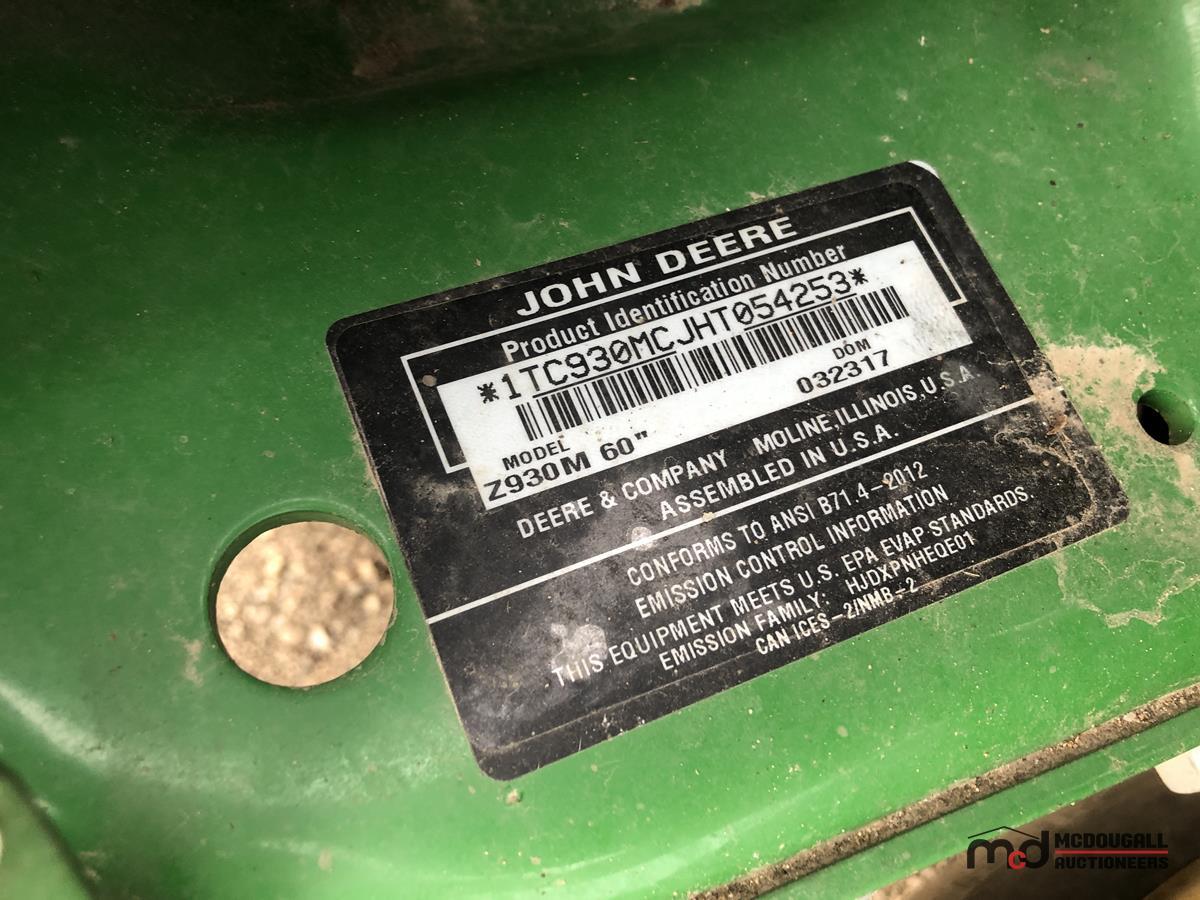 JOHN DEERE
Product Identification Number
*1TC930MCJHT054253*
DOM
032317
MODEL
Z930M 60"
DEERE & COMPANY MOLINE, ILLINOIS, U.S.A.
ASSEMBLED IN U.S.A.
CONFORMS TO ANSI B71.4-2012
EMISSION CONTROL INFORMATION
THIS EQUIPMENT MEETS U.S. EPA EVAP STANDARDS.
EMISSION FAMILY: HJDXPNHEQE01
CAN ICES-2/NMB-2
mcd MCDOUGALL
AUCTIONEERS